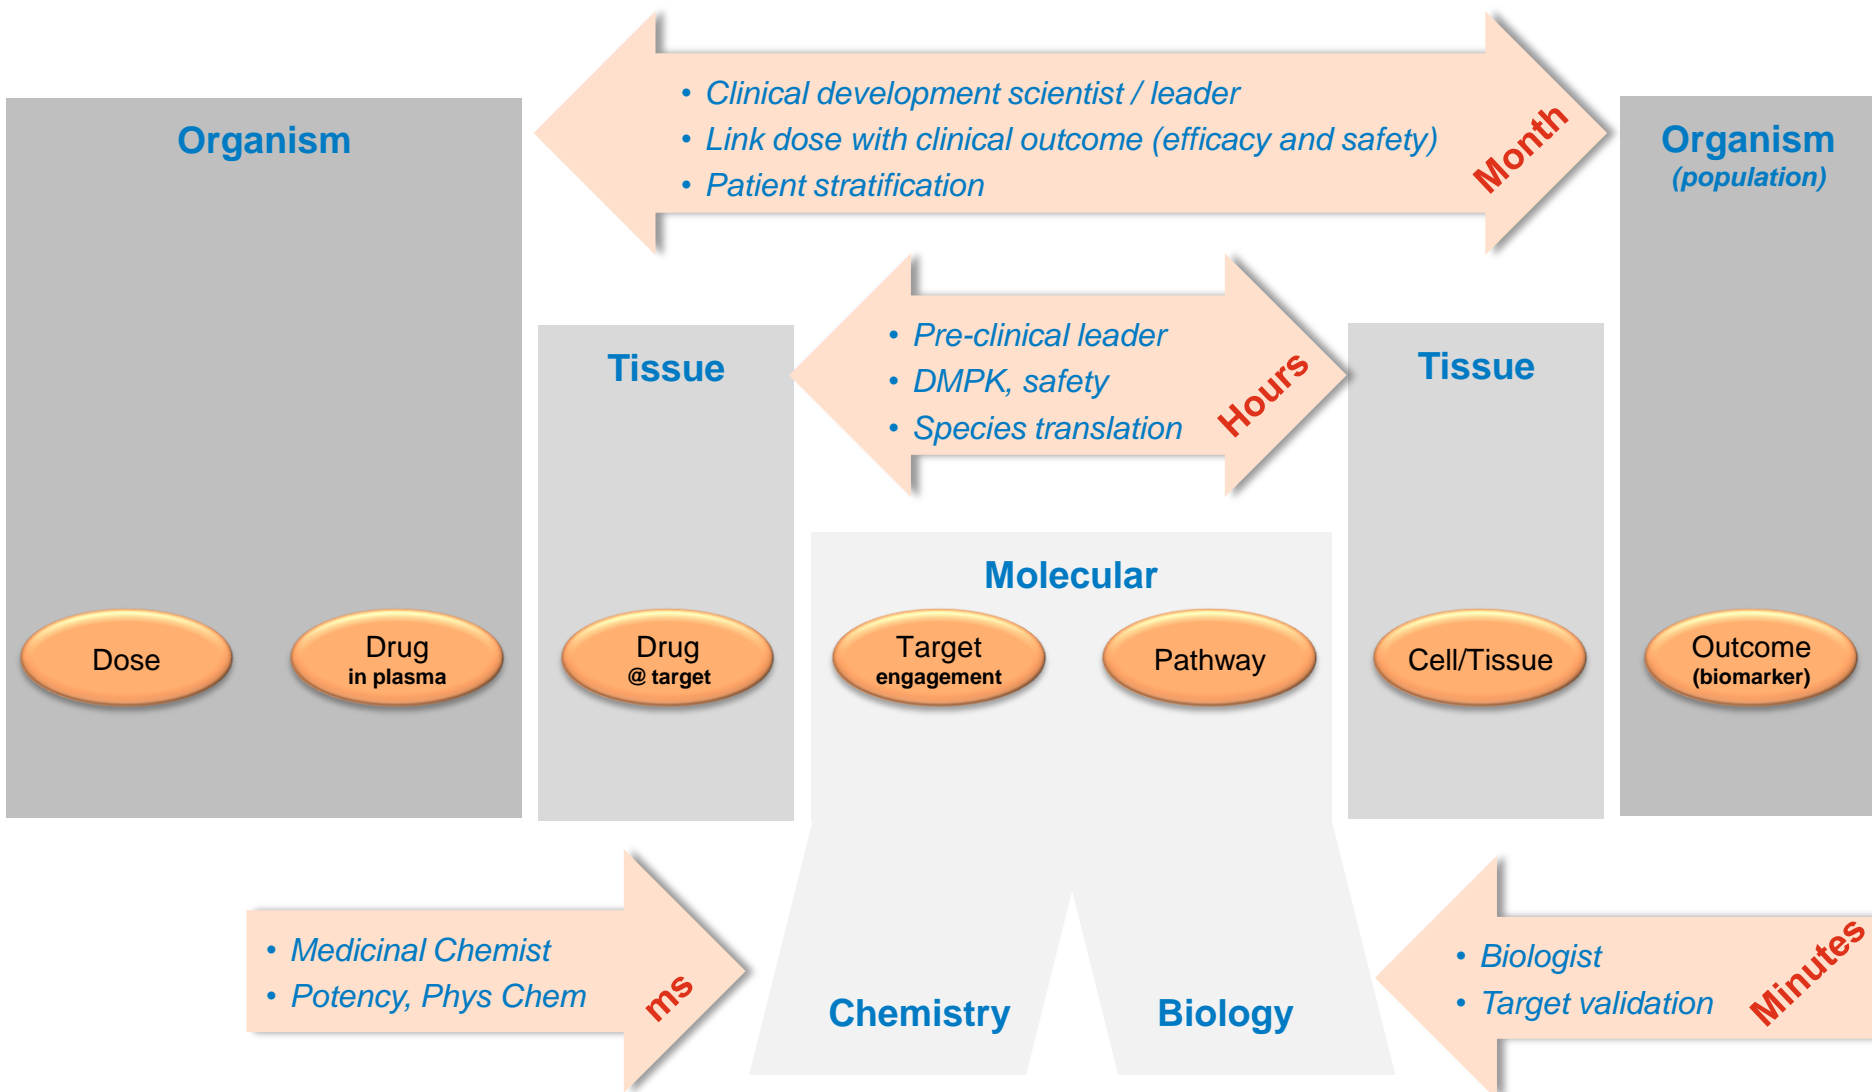 • Clinical development scientist / leader
• Link dose with clinical outcome (efficacy and safety)
• Patient stratification
Month
Organism
Organism
(population)
• Pre-clinical leader
• DMPK, safety
• Species translation
Hours
Tissue
Tissue
Molecular
Dose
Drug
in plasma
Drug
@ target
Target
engagement
Pathway
Cell/Tissue
Outcome
(biomarker)
• Medicinal Chemist
• Potency, Phys Chem
ms
Chemistry
Biology
• Biologist
• Target validation
Minutes